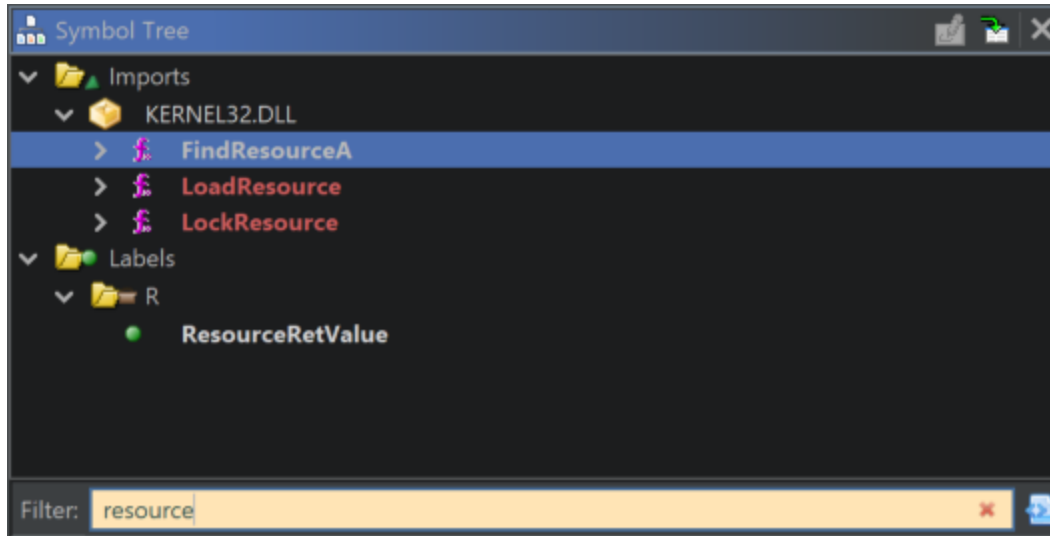 Symbol Tree
Imports
KERNEL32.DLL
FindResourceA
LoadResource
LockResource
Labels
R
ResourceRetValue
Filter: resource